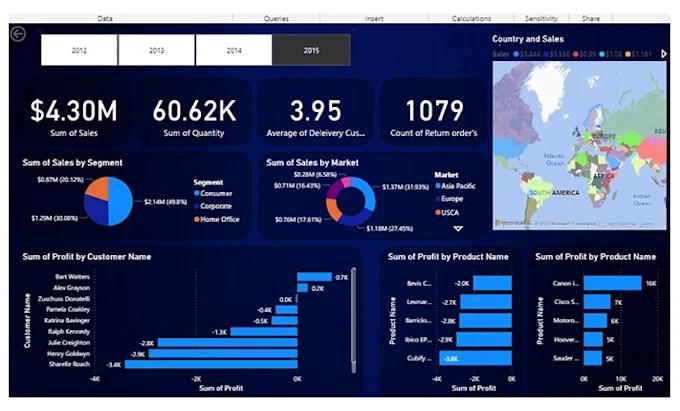 Data Queries Insert Calculations Sensitivity Share
2012 2013 2014 2015
Country and Sales
Sales $0.444 $0.99
$4.30M
Sum of Sales
60.62K
Sum of Quantity
3.95
Average of Deleivery Cus...
1079
Count of Return order's
EUROPE
ASIA
Atlantic
Ocean
AFRICA
SOUTH AMERICA
Indian
Ocean
Sum of Sales by Segment
$0.87M (20.12%)
$2.14M (49.8%)
$1.29M (30.08%)
Segment
Consumer
Corporate
Home Office
Sum of Sales by Market
$0.28M (6.58%)
$0.71M (16.43%)
$1.37M (31.93%)
$0.76M (17.61%)
$1.18M (27.45%)
Market
Asia Pacific
Europe
USCA
Sum of Profit by Customer Name
Customer Name
Bart Watters 0.7K
Alex Grayson 0.2K
Zuschuss Donatelli 0.0K
Pamela Coakley -0.4K
Katrina Bavinger -0.5K
Ralph Kennedy -1.3K
Julie Creighton -2.8K
Henry Goldwyn -2.9K
Sharelle Roach -3.4K
-4K -2K 0K
Sum of Profit
Sum of Profit by Product Name
Product Name
Bevis C... -2.0K
Lexmar... -2.7K
Barricks... -2.8K
Ibico EP... -2.9K
Cubify ... -3.8K
-4K -2K 0K
Sum of Profit
Sum of Profit by Product Name
Product Name
Canon i... 16K
Cisco S... 7K
Motoro... 6K
Hoover... 5K
Sauder ... 5K
0K 10K 20K
Sum of Profit